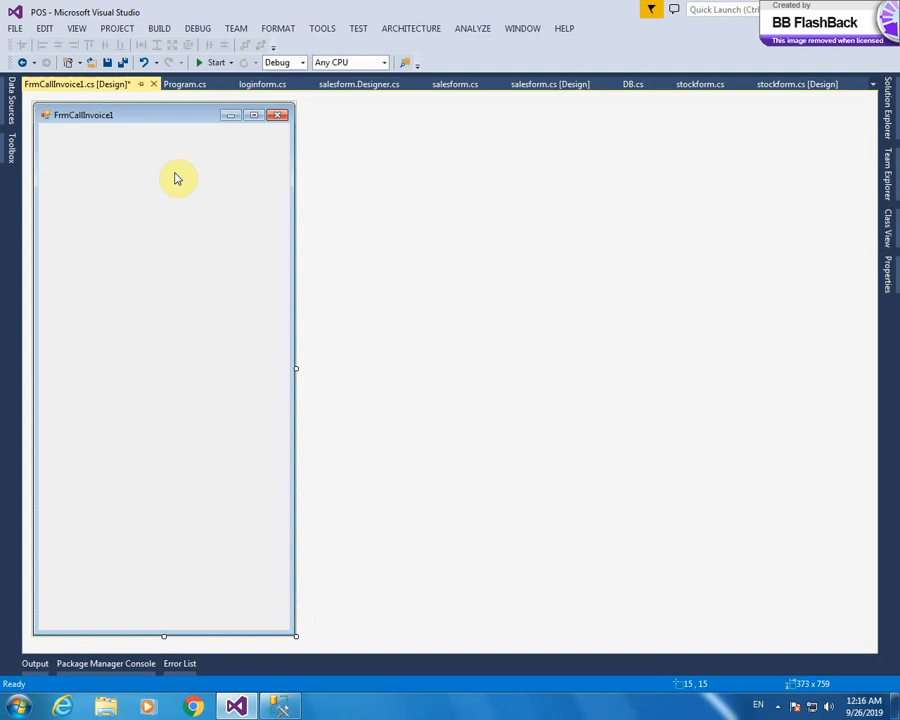 POS - Microsoft Visual Studio
Quick Launch (Ctrl
Created by
BB FlashBack
This image removed when licensed
FILE EDIT VIEW PROJECT BUILD DEBUG TEAM FORMAT TOOLS TEST ARCHITECTURE ANALYZE WINDOW HELP
Start Debug Any CPU
FrmCallInvoice1.cs [Design]* Program.cs loginform.cs salesform.Designer.cs salesform.cs salesform.cs [Design] DB.cs stockform.cs stockform.cs [Design]
Data Sources
Toolbox
FrmCallInvoice1
Solution Explorer
Team Explorer
Class View
Properties
Output Package Manager Console Error List
Ready 15 , 15 373 x 759
EN 12:16 AM
9/26/2019